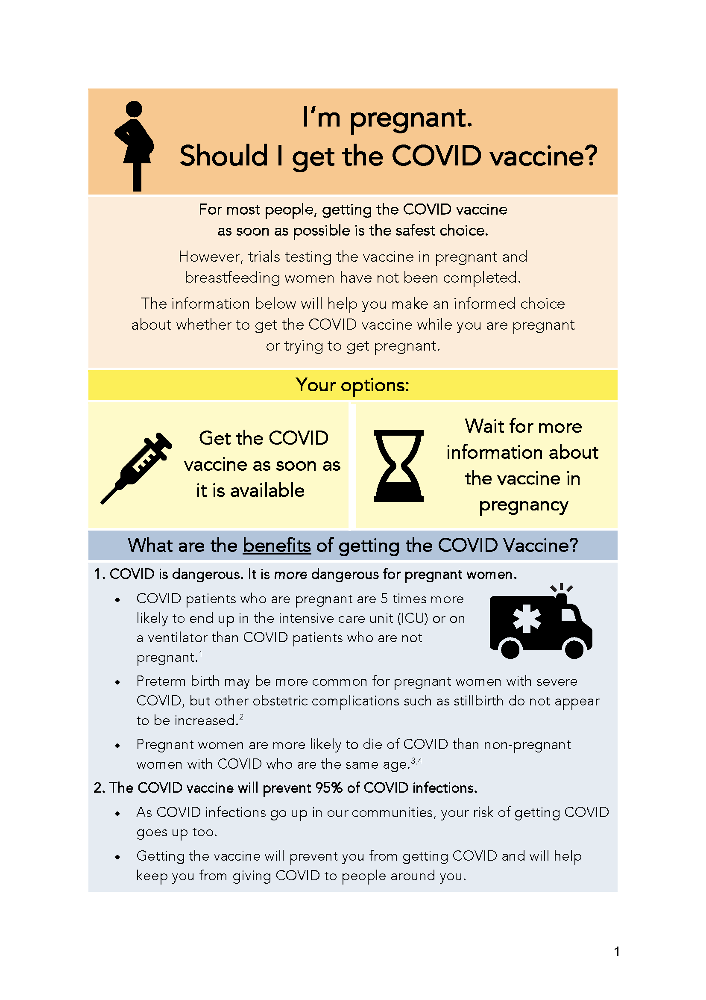 I'm pregnant.
Should I get the COVID vaccine?
For most people, getting the COVID vaccine
as soon as possible is the safest choice.
However, trials testing the vaccine in pregnant and
breastfeeding women have not been completed.
The information below will help you make an informed choice
about whether to get the COVID vaccine while you are pregnant
or trying to get pregnant.
Your options:
Get the COVID
vaccine as soon as
it is available
Wait for more
information about
the vaccine in
pregnancy
What are the benefits of getting the COVID Vaccine?
1. COVID is dangerous. It is more dangerous for pregnant women.
• COVID patients who are pregnant are 5 times more
likely to end up in the intensive care unit (ICU) or on
a ventilator than COVID patients who are not
pregnant.¹
• Preterm birth may be more common for pregnant women with severe
COVID, but other obstetric complications such as stillbirth do not appear
to be increased.²
• Pregnant women are more likely to die of COVID than non-pregnant
women with COVID who are the same age.³,⁴
2. The COVID vaccine will prevent 95% of COVID infections.
• As COVID infections go up in our communities, your risk of getting COVID
goes up too.
• Getting the vaccine will prevent you from getting COVID and will help
keep you from giving COVID to people around you.
1